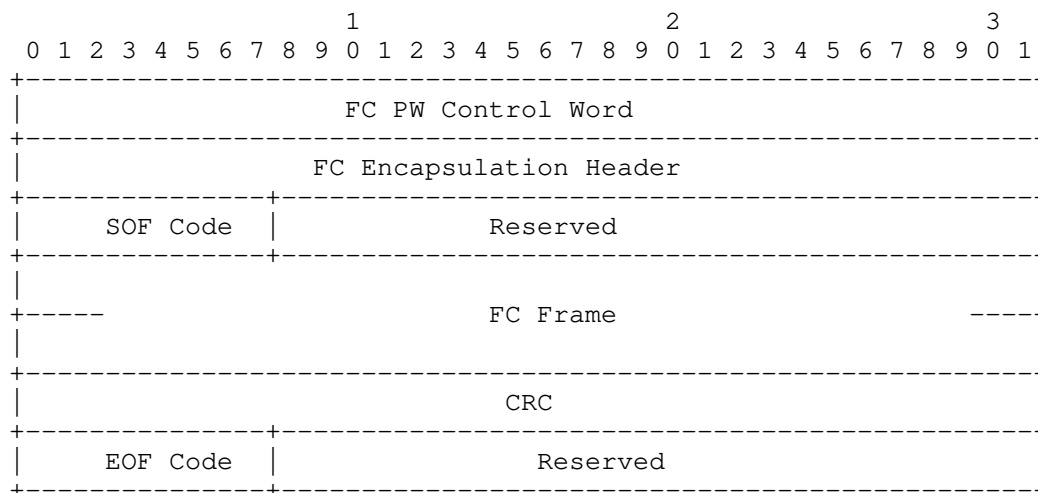 1 2 3
0 1 2 3 4 5 6 7 8 9 0 1 2 3 4 5 6 7 8 9 0 1 2 3 4 5 6 7 8 9 0 1
FC PW Control Word
FC Encapsulation Header
SOF Code | Reserved
FC Frame
CRC
EOF Code | Reserved